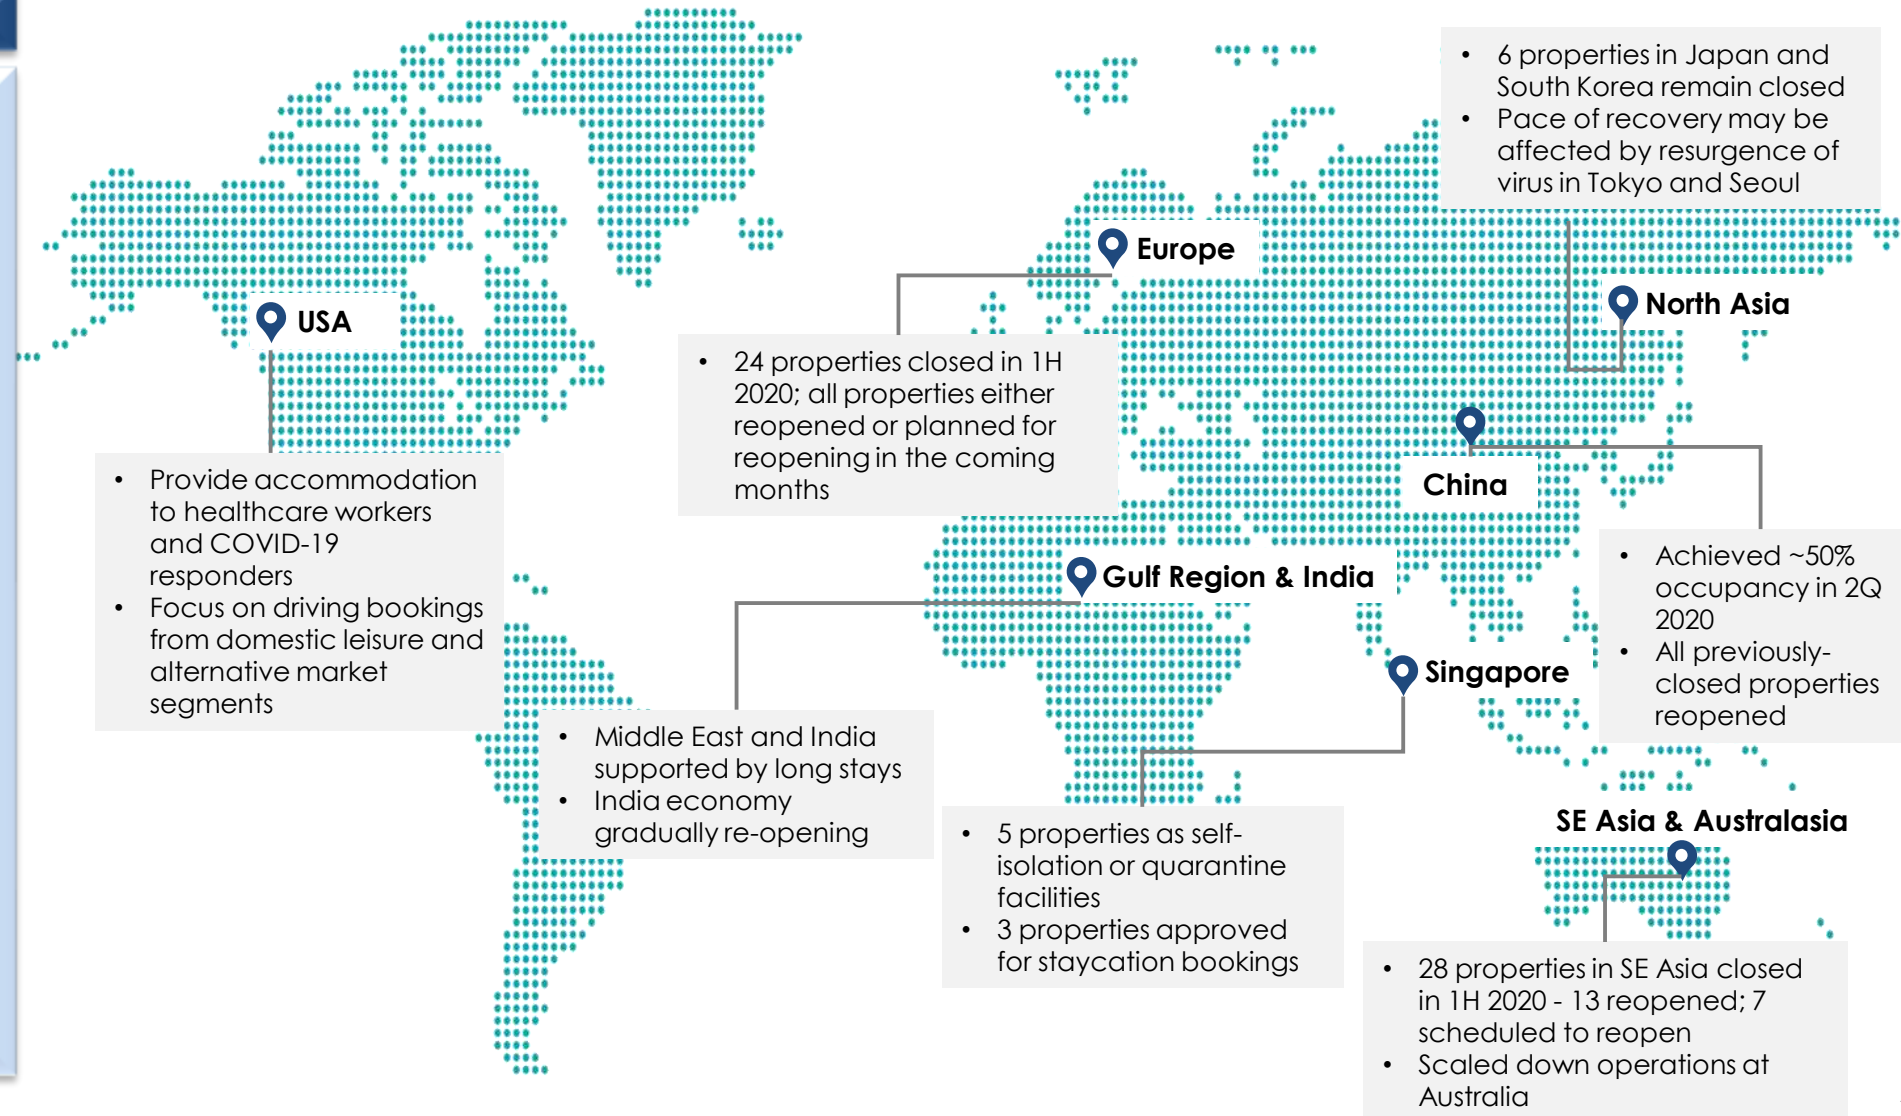 • 6 properties in Japan and
South Korea remain closed
• Pace of recovery may be
affected by resurgence of
virus in Tokyo and Seoul
Europe
North Asia
USA
• 24 properties closed in 1H
2020; all properties either
reopened or planned for
reopening in the coming
months
• Provide accommodation
to healthcare workers
and COVID-19
responders
• Focus on driving bookings
from domestic leisure and
alternative market
segments
China
• Achieved ~50%
occupancy in 2Q
2020
• All previously-
closed properties
reopened
Gulf Region & India
• Middle East and India
supported by long stays
• India economy
gradually re-opening
Singapore
• 5 properties as self-
isolation or quarantine
facilities
• 3 properties approved
for staycation bookings
SE Asia & Australasia
• 28 properties in SE Asia closed
in 1H 2020 - 13 reopened; 7
scheduled to reopen
• Scaled down operations at
Australia